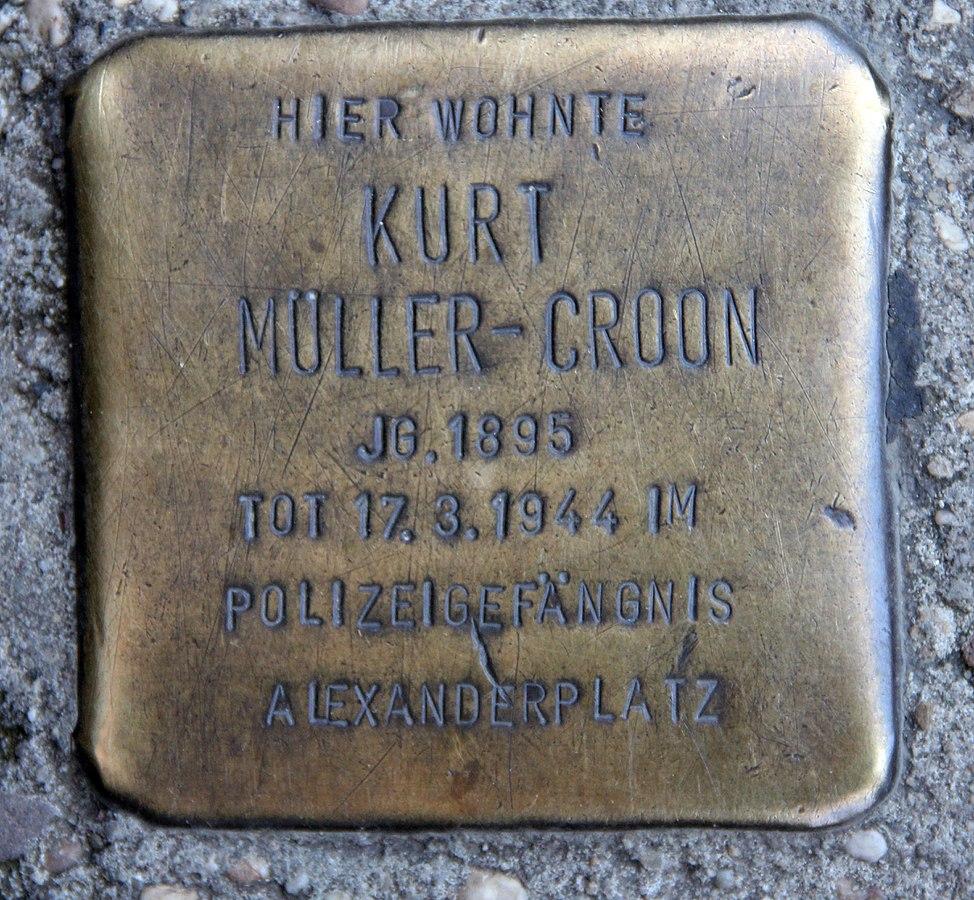 HIER WOHNTE
KURT
MÜLLER-CROON
JG. 1895
TOT 17.3.1944 IM
POLIZEIGEFÄNGNIS
ALEXANDERPLATZ